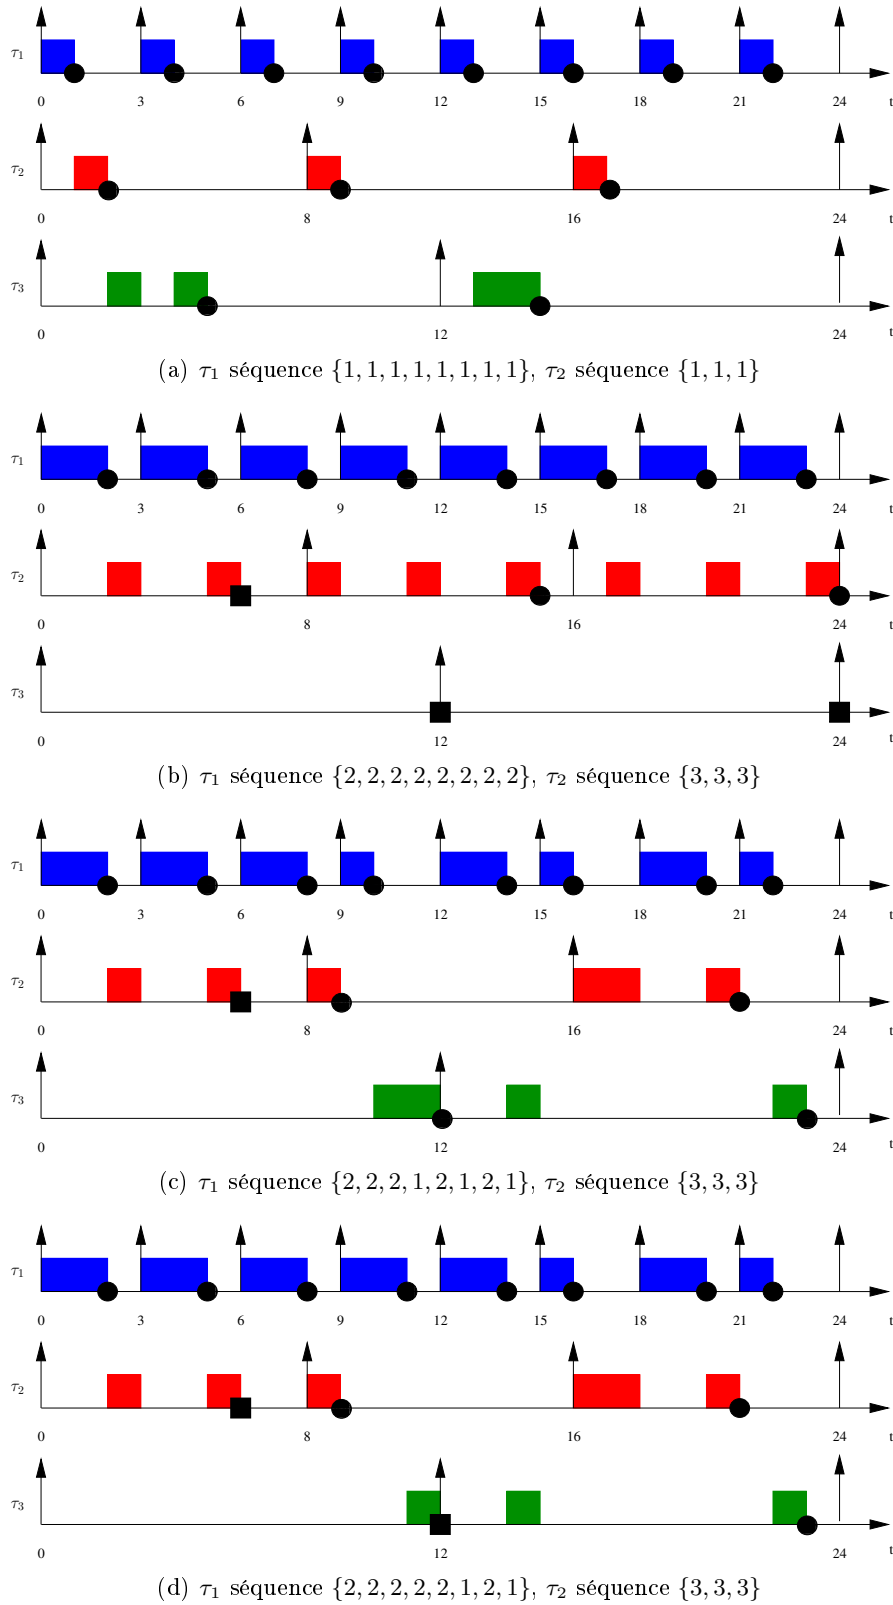 τ₁
0 3 6 9 12 15 18 21 24 t
τ₂
0 8 16 24 t
τ₃
0 12 24 t
(a) τ₁ séquence {1, 1, 1, 1, 1, 1, 1, 1}, τ₂ séquence {1, 1, 1}
τ₁
0 3 6 9 12 15 18 21 24 t
τ₂
0 8 16 24 t
τ₃
0 12 24 t
(b) τ₁ séquence {2, 2, 2, 2, 2, 2, 2, 2}, τ₂ séquence {3, 3, 3}
τ₁
0 3 6 9 12 15 18 21 24 t
τ₂
0 8 16 24 t
τ₃
0 12 24 t
(c) τ₁ séquence {2, 2, 2, 1, 2, 1, 2, 1}, τ₂ séquence {3, 3, 3}
τ₁
0 3 6 9 12 15 18 21 24 t
τ₂
0 8 16 24 t
τ₃
0 12 24 t
(d) τ₁ séquence {2, 2, 2, 2, 2, 1, 2, 1}, τ₂ séquence {3, 3, 3}